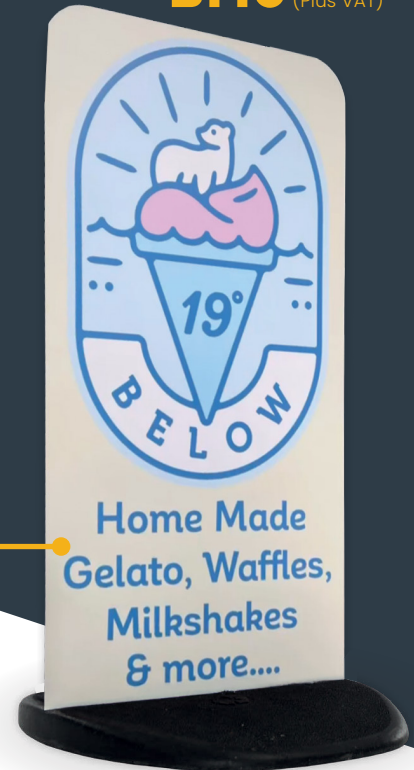 (Plus VAT)
19°
BELOW
Home Made
Gelato, Waffles,
Milkshakes
& more....